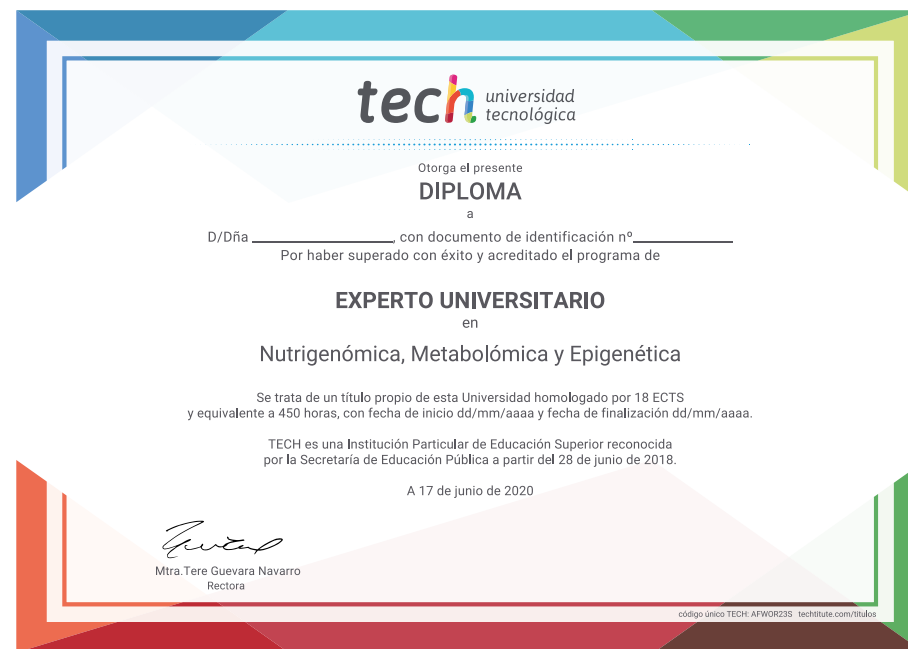 tech universidad
tecnológica
Otorga el presente
DIPLOMA
a
D/Dña ____________________, con documento de identificación nº______________
Por haber superado con éxito y acreditado el programa de
EXPERTO UNIVERSITARIO
en
Nutrigenómica, Metabolómica y Epigenética
Se trata de un título propio de esta Universidad homologado por 18 ECTS
y equivalente a 450 horas, con fecha de inicio dd/mm/aaaa y fecha de finalización dd/mm/aaaa.
TECH es una Institución Particular de Educación Superior reconocida
por la Secretaría de Educación Pública a partir del 28 de junio de 2018.
A 17 de junio de 2020
Mtra.Tere Guevara Navarro
Rectora
código único TECH: AFWOR23S techtitute.com/titulos